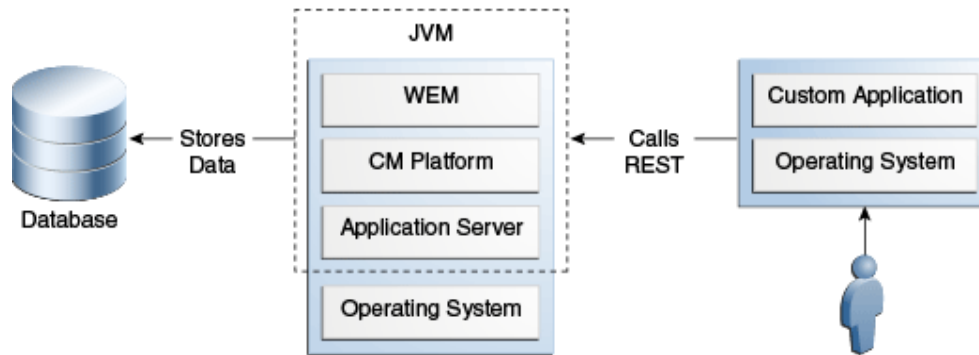 JVM
WEM
CM Platform
Application Server
Operating System
Stores
Data
Database
Calls
REST
Custom Application
Operating System